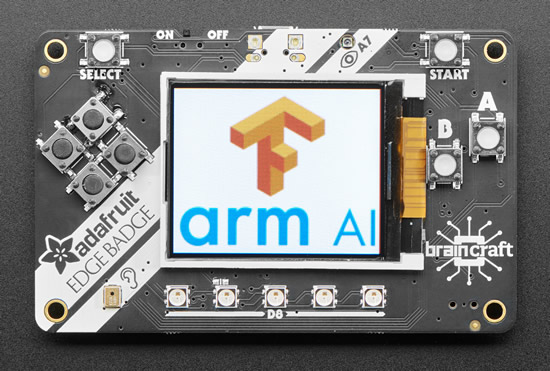 ON
OFF
A7
SELECT
START
A
B
arm AI
adafruit
EDGE BADGE
braincraft
D8